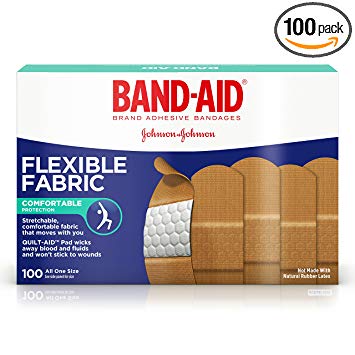 100 pack
BAND-AID
BAND-AID®
BRAND ADHESIVE BANDAGES
Johnson & Johnson
FLEXIBLE
FABRIC
COMFORTABLE
PROTECTION
Stretchable,
comfortable fabric
that moves with you
QUILT-AID™ Pad wicks
away blood and fluids
and won't stick to wounds
100 All One Size
Not Made With
Natural Rubber Latex